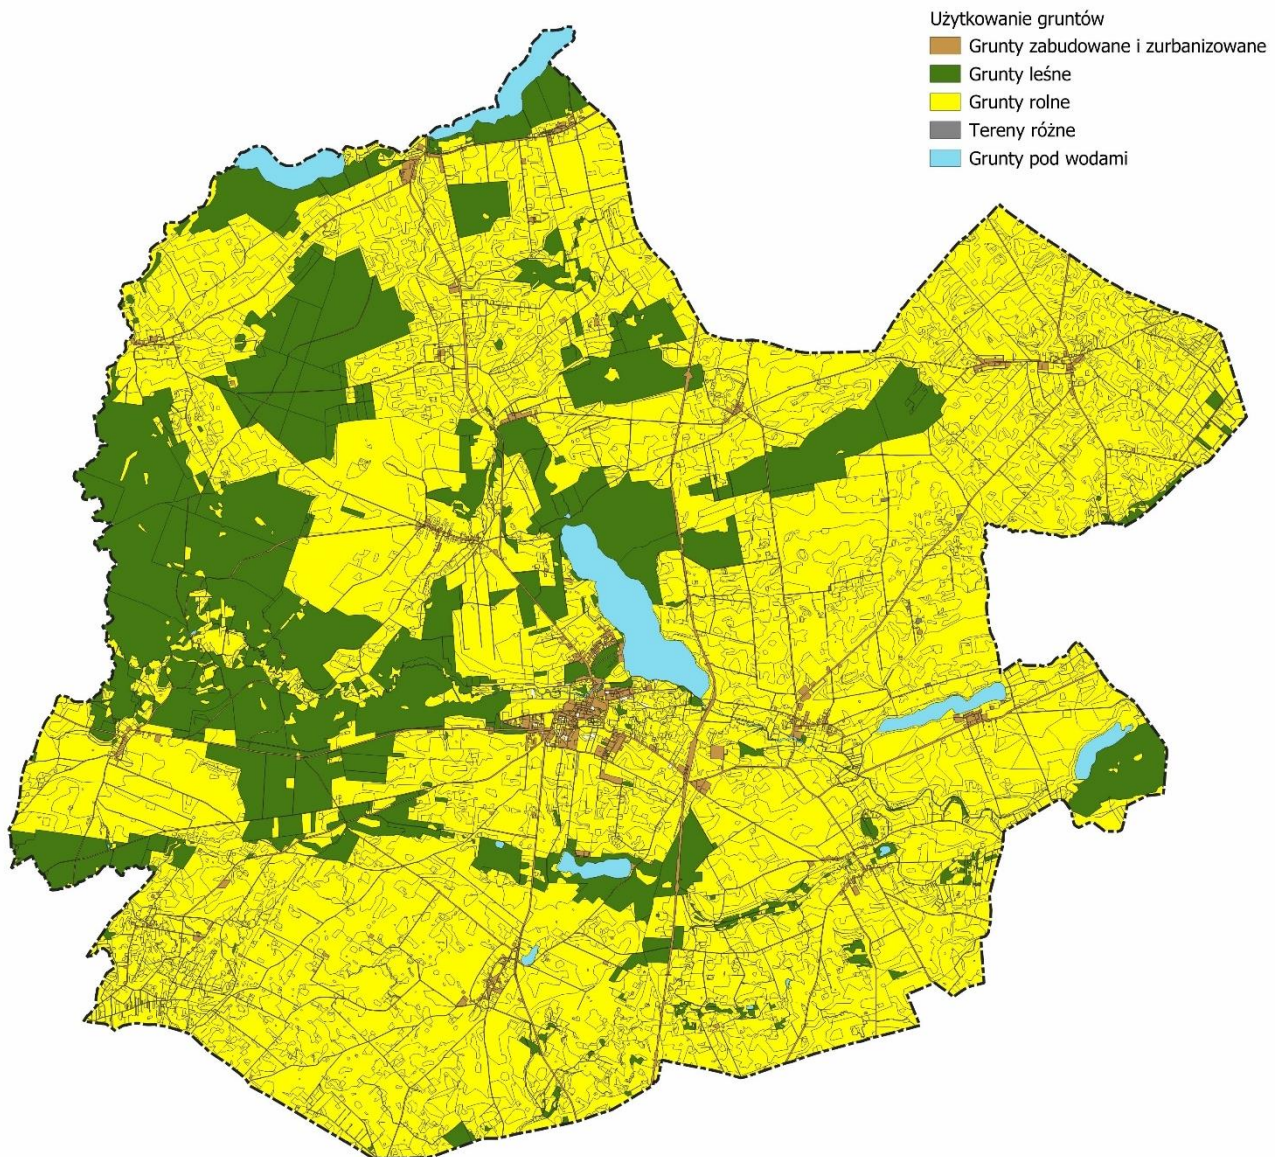 Użytkowanie gruntów
Grunty zabudowane i zurbanizowane
Grunty leśne
Grunty rolne
Tereny różne
Grunty pod wodami